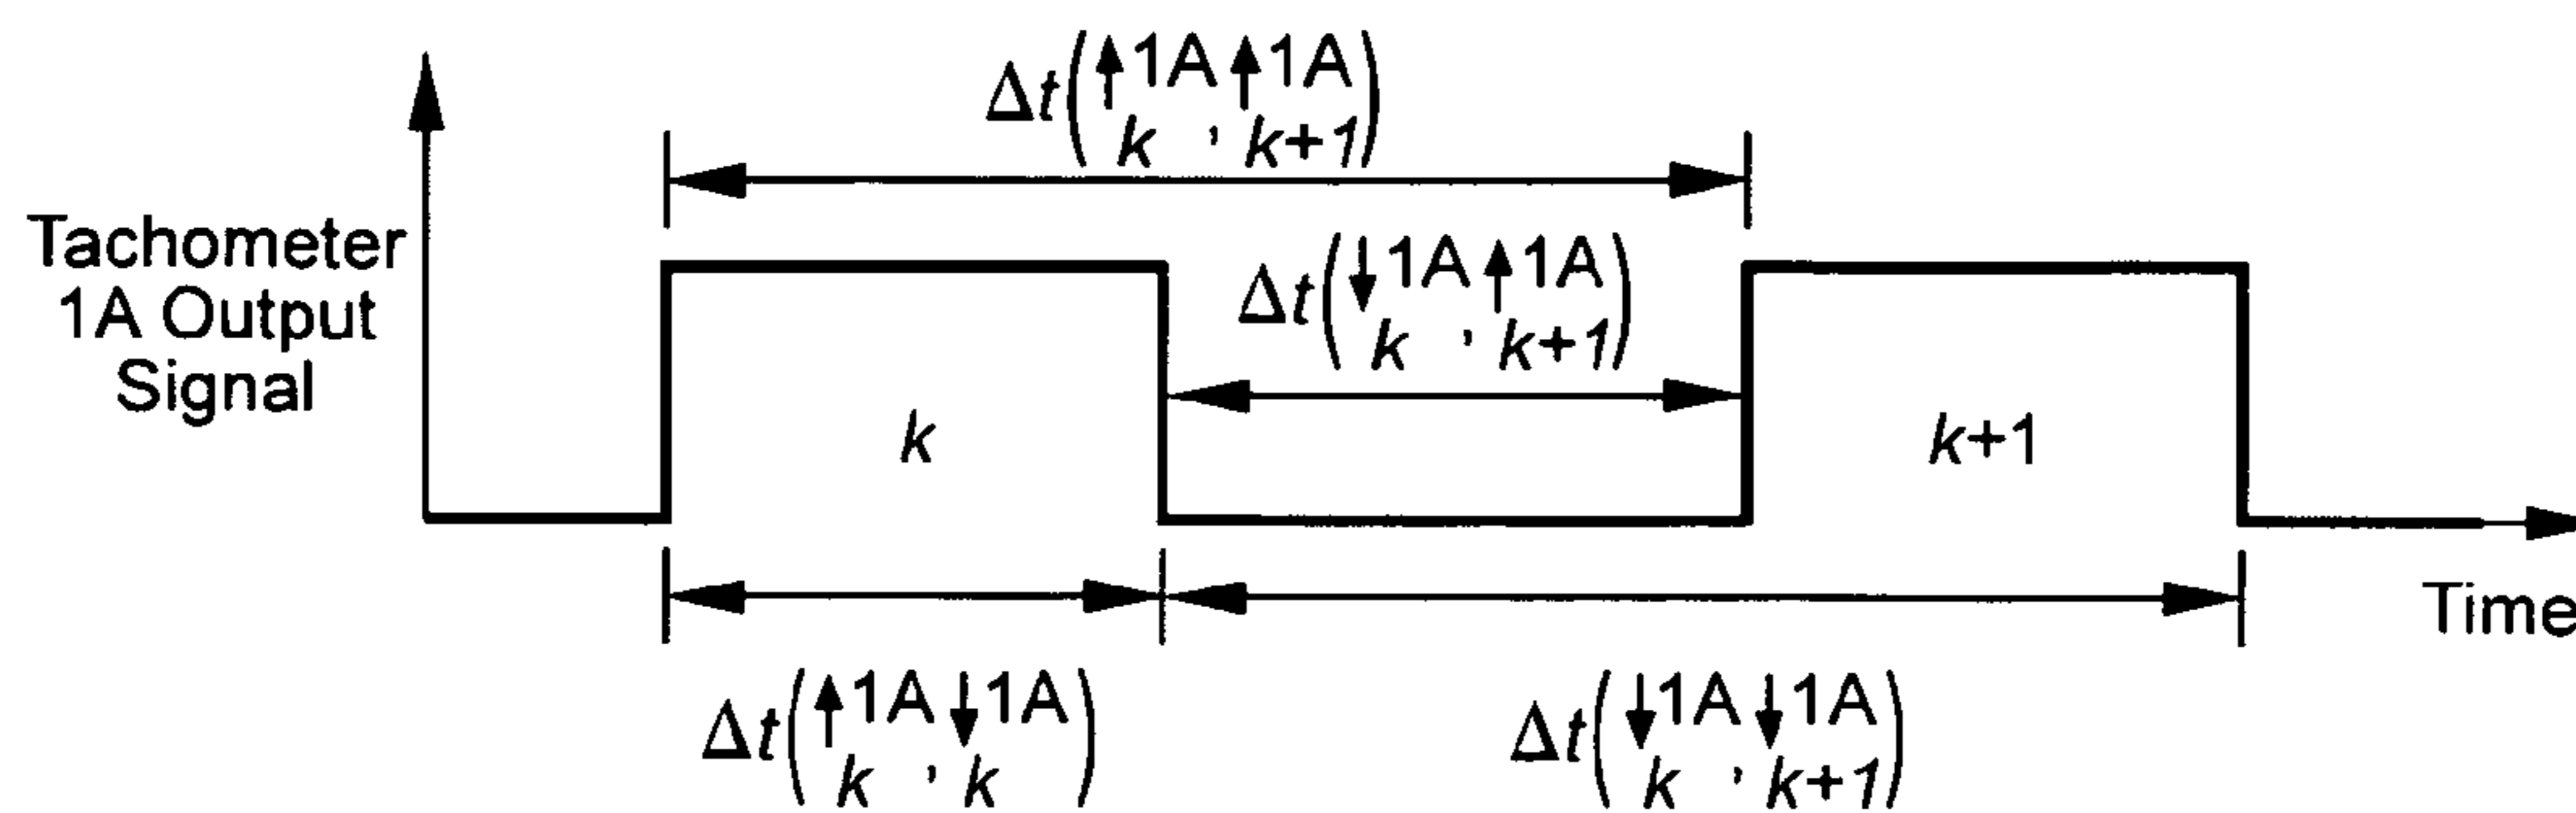 Δt(↑1A k, ↑1A k+1)
Tachometer
1A Output
Signal
Δt(↓1A k, ↑1A k+1)
k
k+1
Time
Δt(↑1A k, ↓1A k)
Δt(↓1A k, ↓1A k+1)